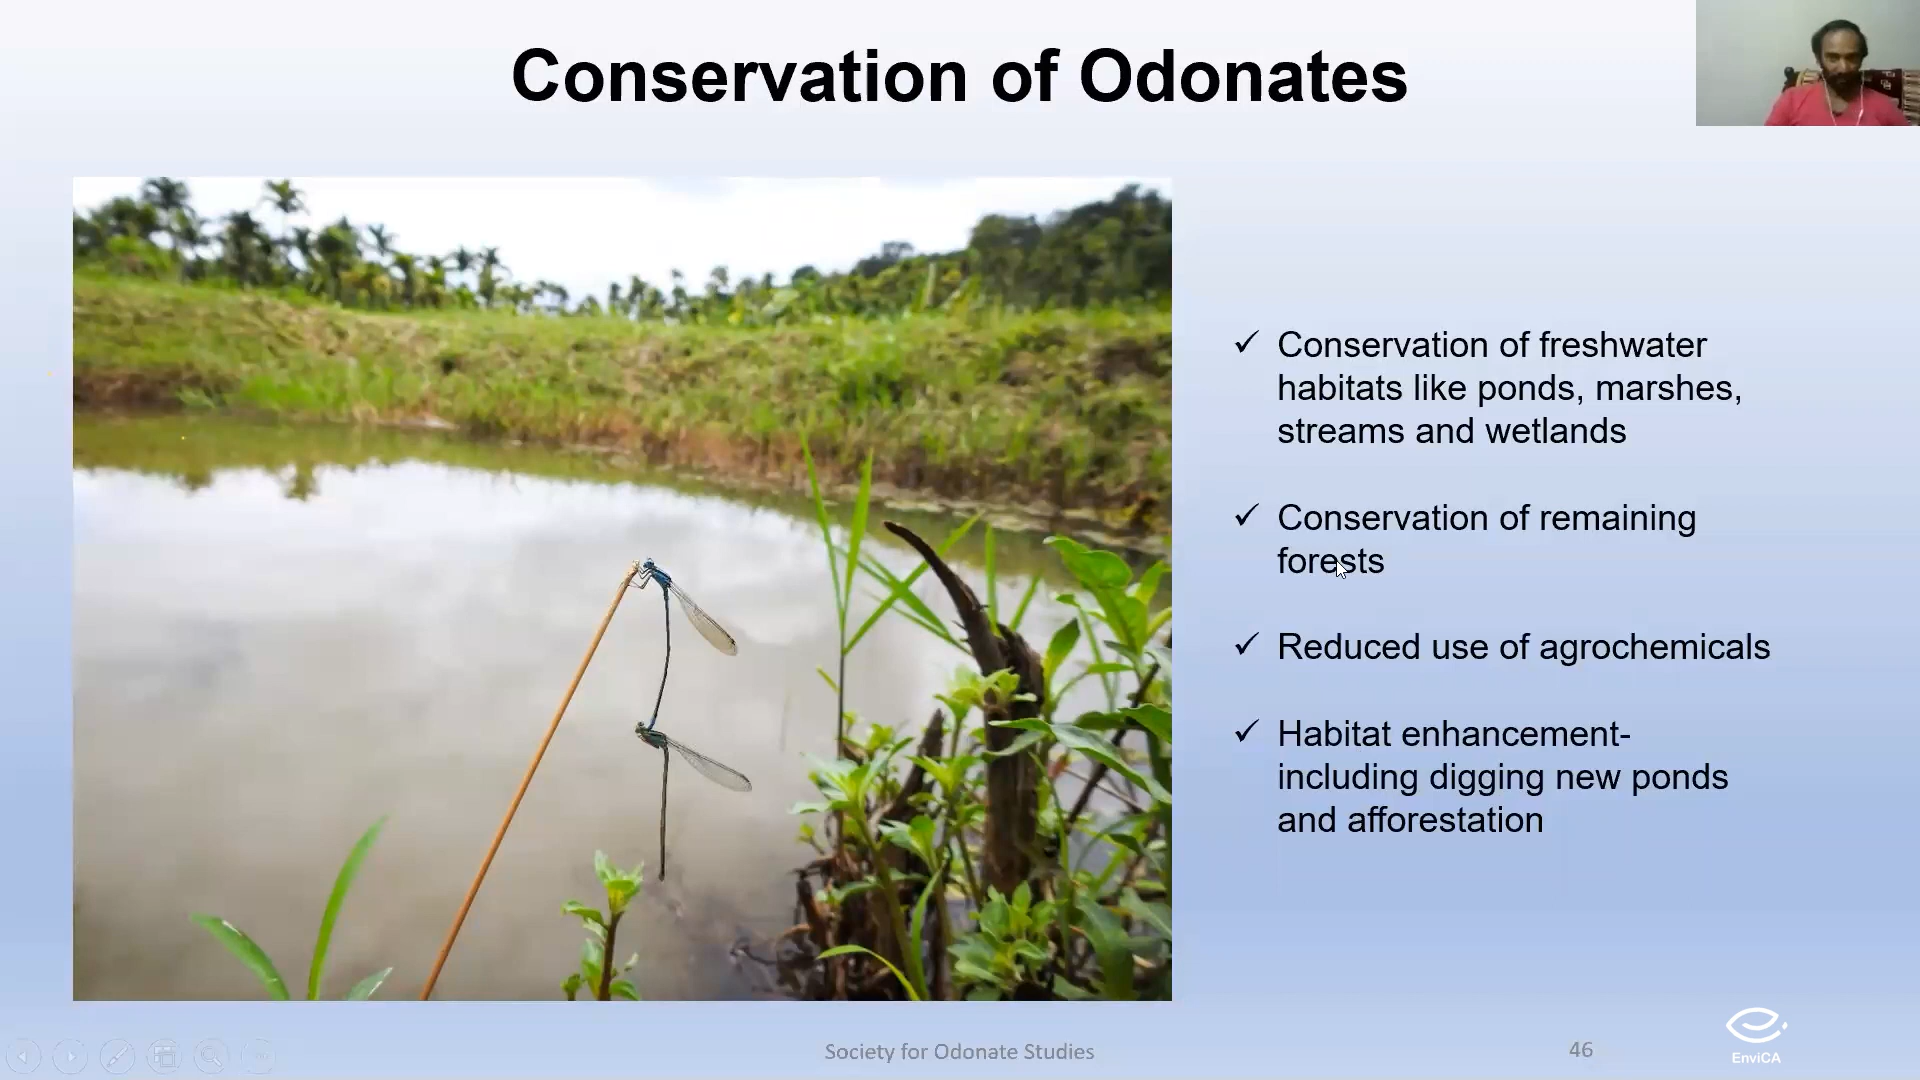 Conservation of Odonates
✓ Conservation of freshwater
habitats like ponds, marshes,
streams and wetlands
✓ Conservation of remaining
forests
✓ Reduced use of agrochemicals
✓ Habitat enhancement-
including digging new ponds
and afforestation
Society for Odonate Studies
46
EnviCA